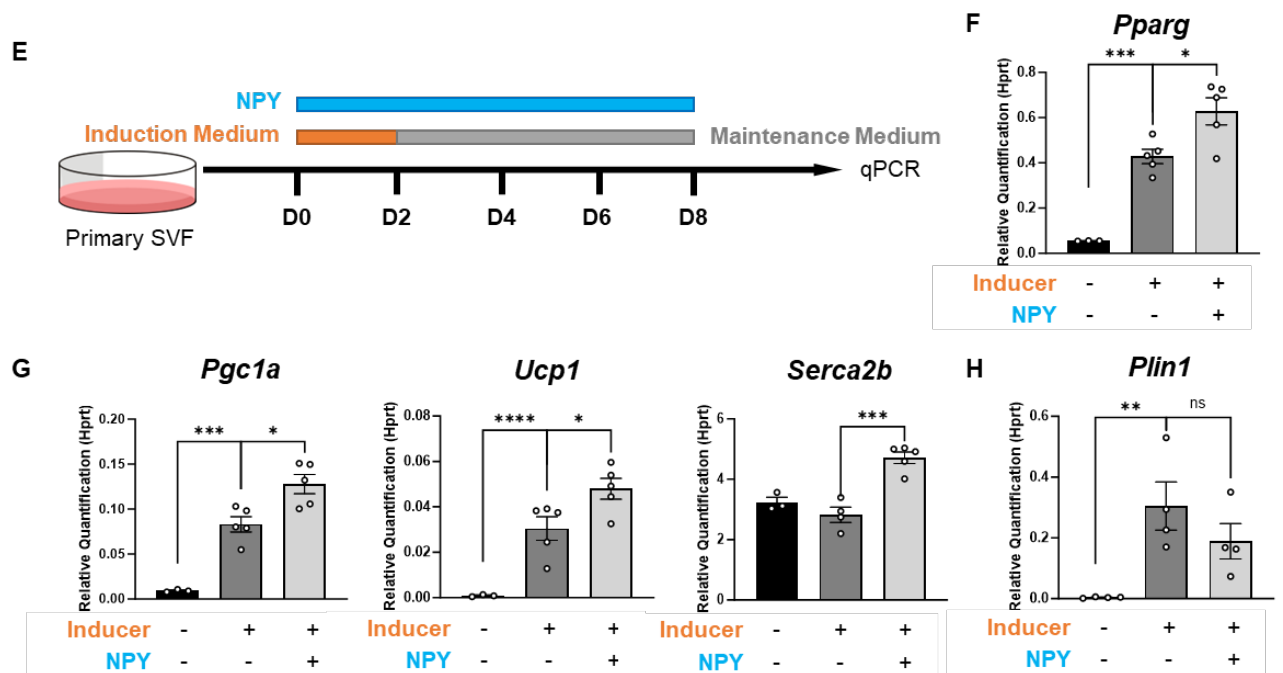 E
NPY
Induction Medium
Maintenance Medium
qPCR
D0 D2 D4 D6 D8
Primary SVF
F
Pparg
*** *
Relative Quantification (Hprt)
0.8
0.6
0.4
0.2
0.0
Inducer - + +
NPY - - +
G
Pgc1a
*** *
Relative Quantification (Hprt)
0.20
0.15
0.10
0.05
0.00
Inducer - + +
NPY - - +
Ucp1
**** *
Relative Quantification (Hprt)
0.08
0.06
0.04
0.02
0.00
Inducer - + +
NPY - - +
Serca2b
***
Relative Quantification (Hprt)
6
4
2
0
Inducer - + +
NPY - - +
H
Plin1
** ns
Relative Quantification (Hprt)
0.6
0.4
0.2
0.0
Inducer - + +
NPY - - +